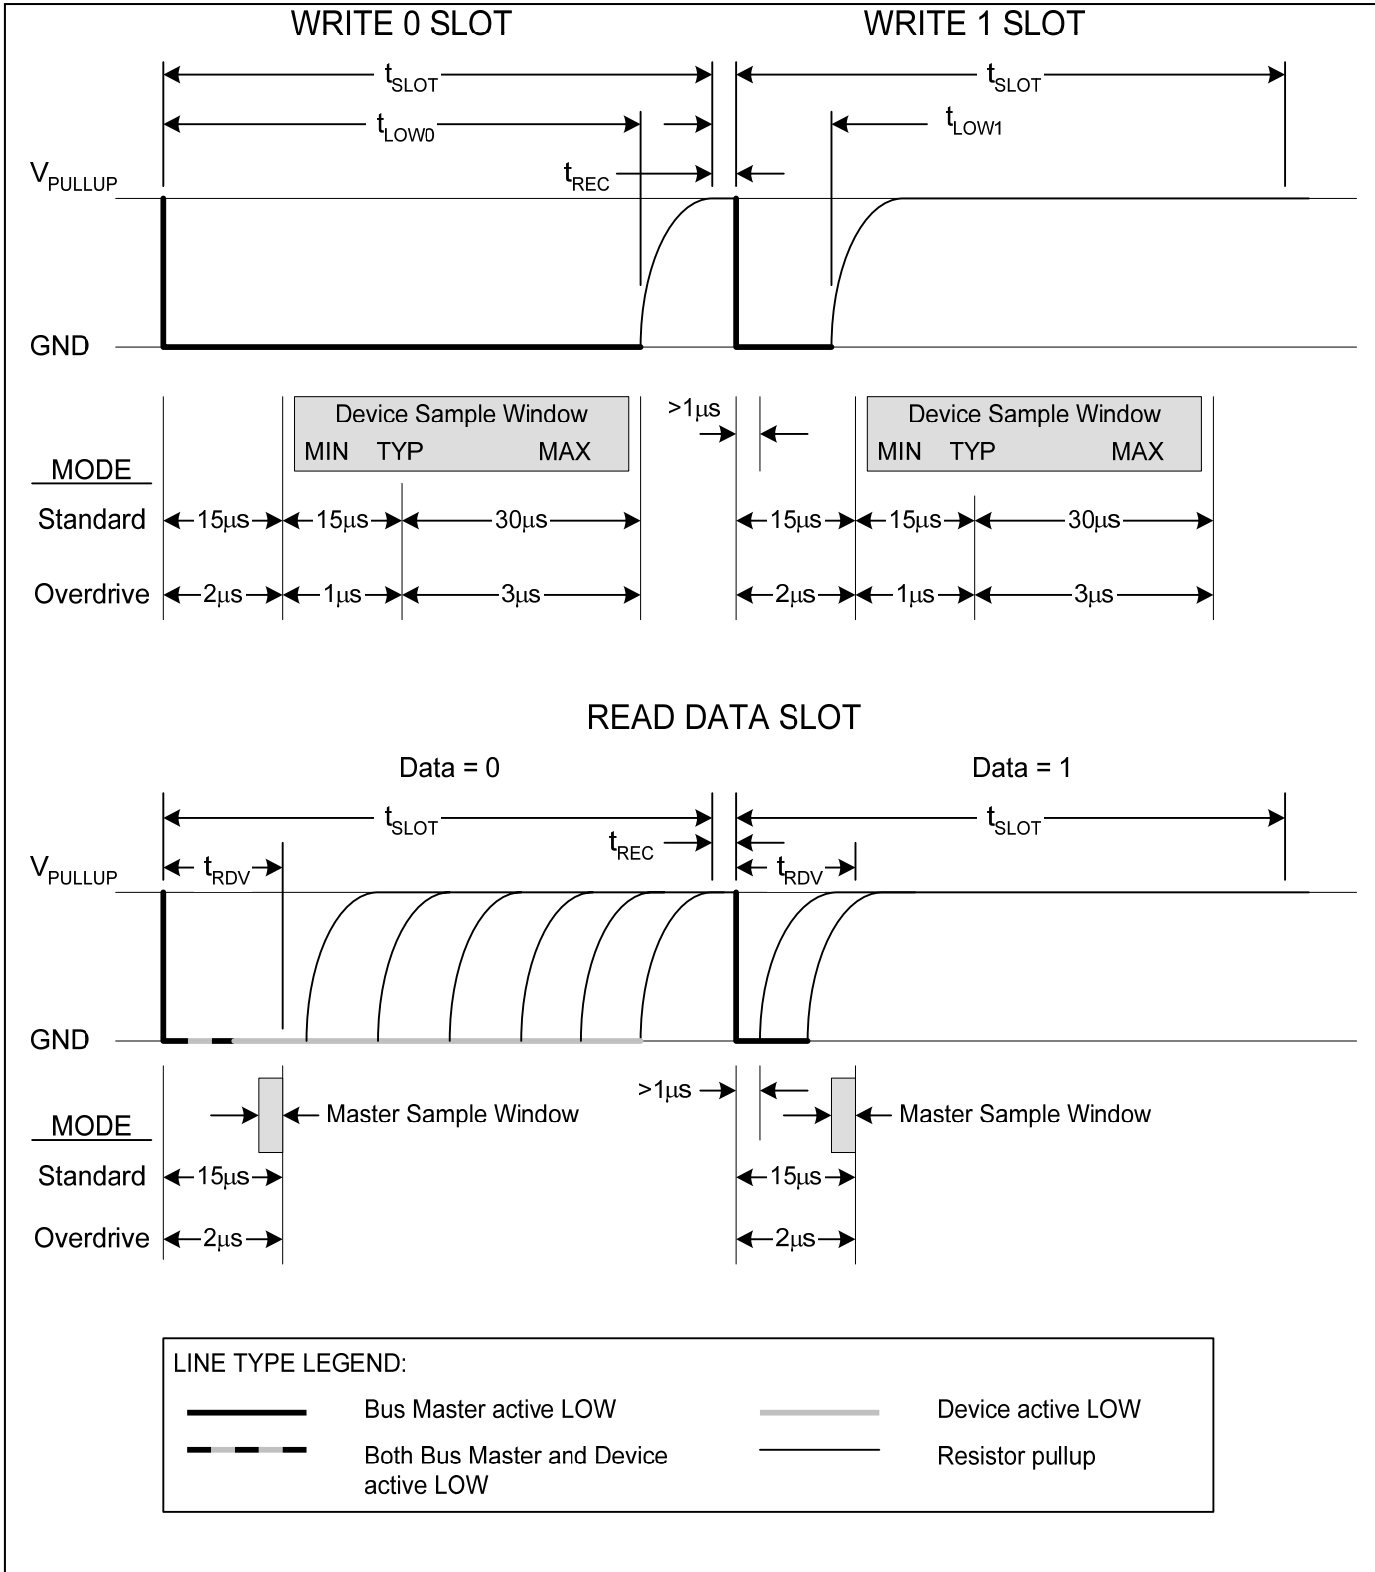 WRITE 0 SLOT WRITE 1 SLOT
tSLOT tSLOT
tLOW0 tLOW1
VPULLUP tREC
GND
Device Sample Window >1μs Device Sample Window
MIN TYP MAX MIN TYP MAX
MODE
Standard 15μs 15μs 30μs 15μs 15μs 30μs
Overdrive 2μs 1μs 3μs 2μs 1μs 3μs
READ DATA SLOT
Data = 0 Data = 1
tSLOT tSLOT
tREC
VPULLUP tRDV tRDV
GND
>1μs
Master Sample Window Master Sample Window
MODE
Standard 15μs 15μs
Overdrive 2μs 2μs
LINE TYPE LEGEND:
Bus Master active LOW Device active LOW
Both Bus Master and Device Resistor pullup
active LOW